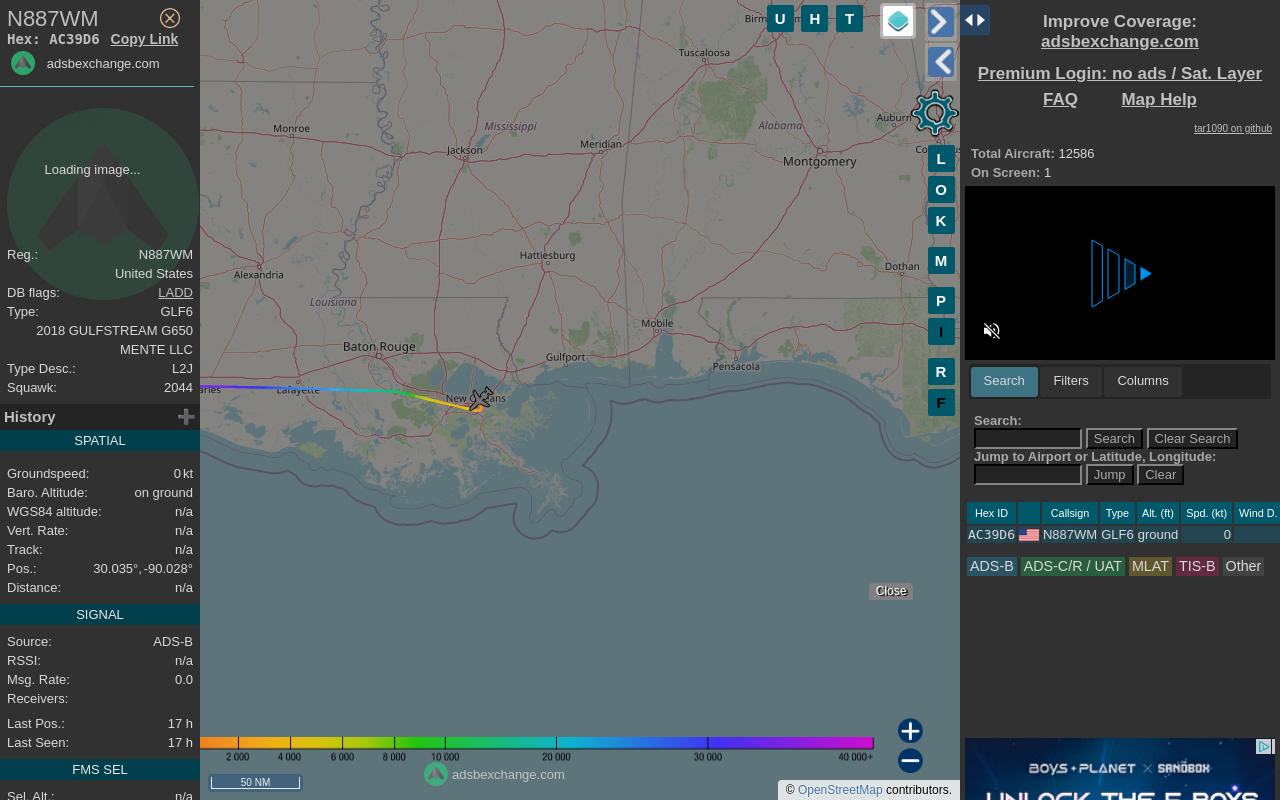 N887WM
Hex: AC39D6 Copy Link
adsbexchange.com
Loading image...
Reg.: N887WM
United States
DB flags: LADD
Type: GLF6
2018 GULFSTREAM G650
MENTE LLC
Type Desc.: L2J
Squawk: 2044
History
SPATIAL
Groundspeed: 0 kt
Baro. Altitude: on ground
WGS84 altitude: n/a
Vert. Rate: n/a
Track: n/a
Pos.: 30.035°, -90.028°
Distance: n/a
SIGNAL
Source: ADS-B
RSSI: n/a
Msg. Rate: 0.0
Receivers:
Last Pos.: 17 h
Last Seen: 17 h
FMS SEL
Sel. Alt.: n/a
U H T
Tuscaloosa
Monroe
Mississippi
Alabama
Auburn
Jackson
Meridian
Montgomery
Hattiesburg
Alexandria
Dothan
Louisiana
Mobile
Baton Rouge
Gulfport
Pensacola
Lafayette
L
O
K
M
P
I
R
F
Close
2 000 4 000 6 000 8 000 10 000 20 000 30 000 40 000+
adsbexchange.com
50 NM
© OpenStreetMap contributors.
Improve Coverage:
adsbexchange.com
Premium Login: no ads / Sat. Layer
FAQ Map Help
tar1090 on github
Total Aircraft: 12586
On Screen: 1
Search Filters Columns
Search:
Search Clear Search
Jump to Airport or Latitude, Longitude:
Jump Clear
Hex ID Callsign Type Alt. (ft) Spd. (kt) Wind D.
AC39D6 N887WM GLF6 ground 0
ADS-B ADS-C/R / UAT MLAT TIS-B Other
BOYS + PLANET × SANDBOX
UNLOCK THE 5 BOYS